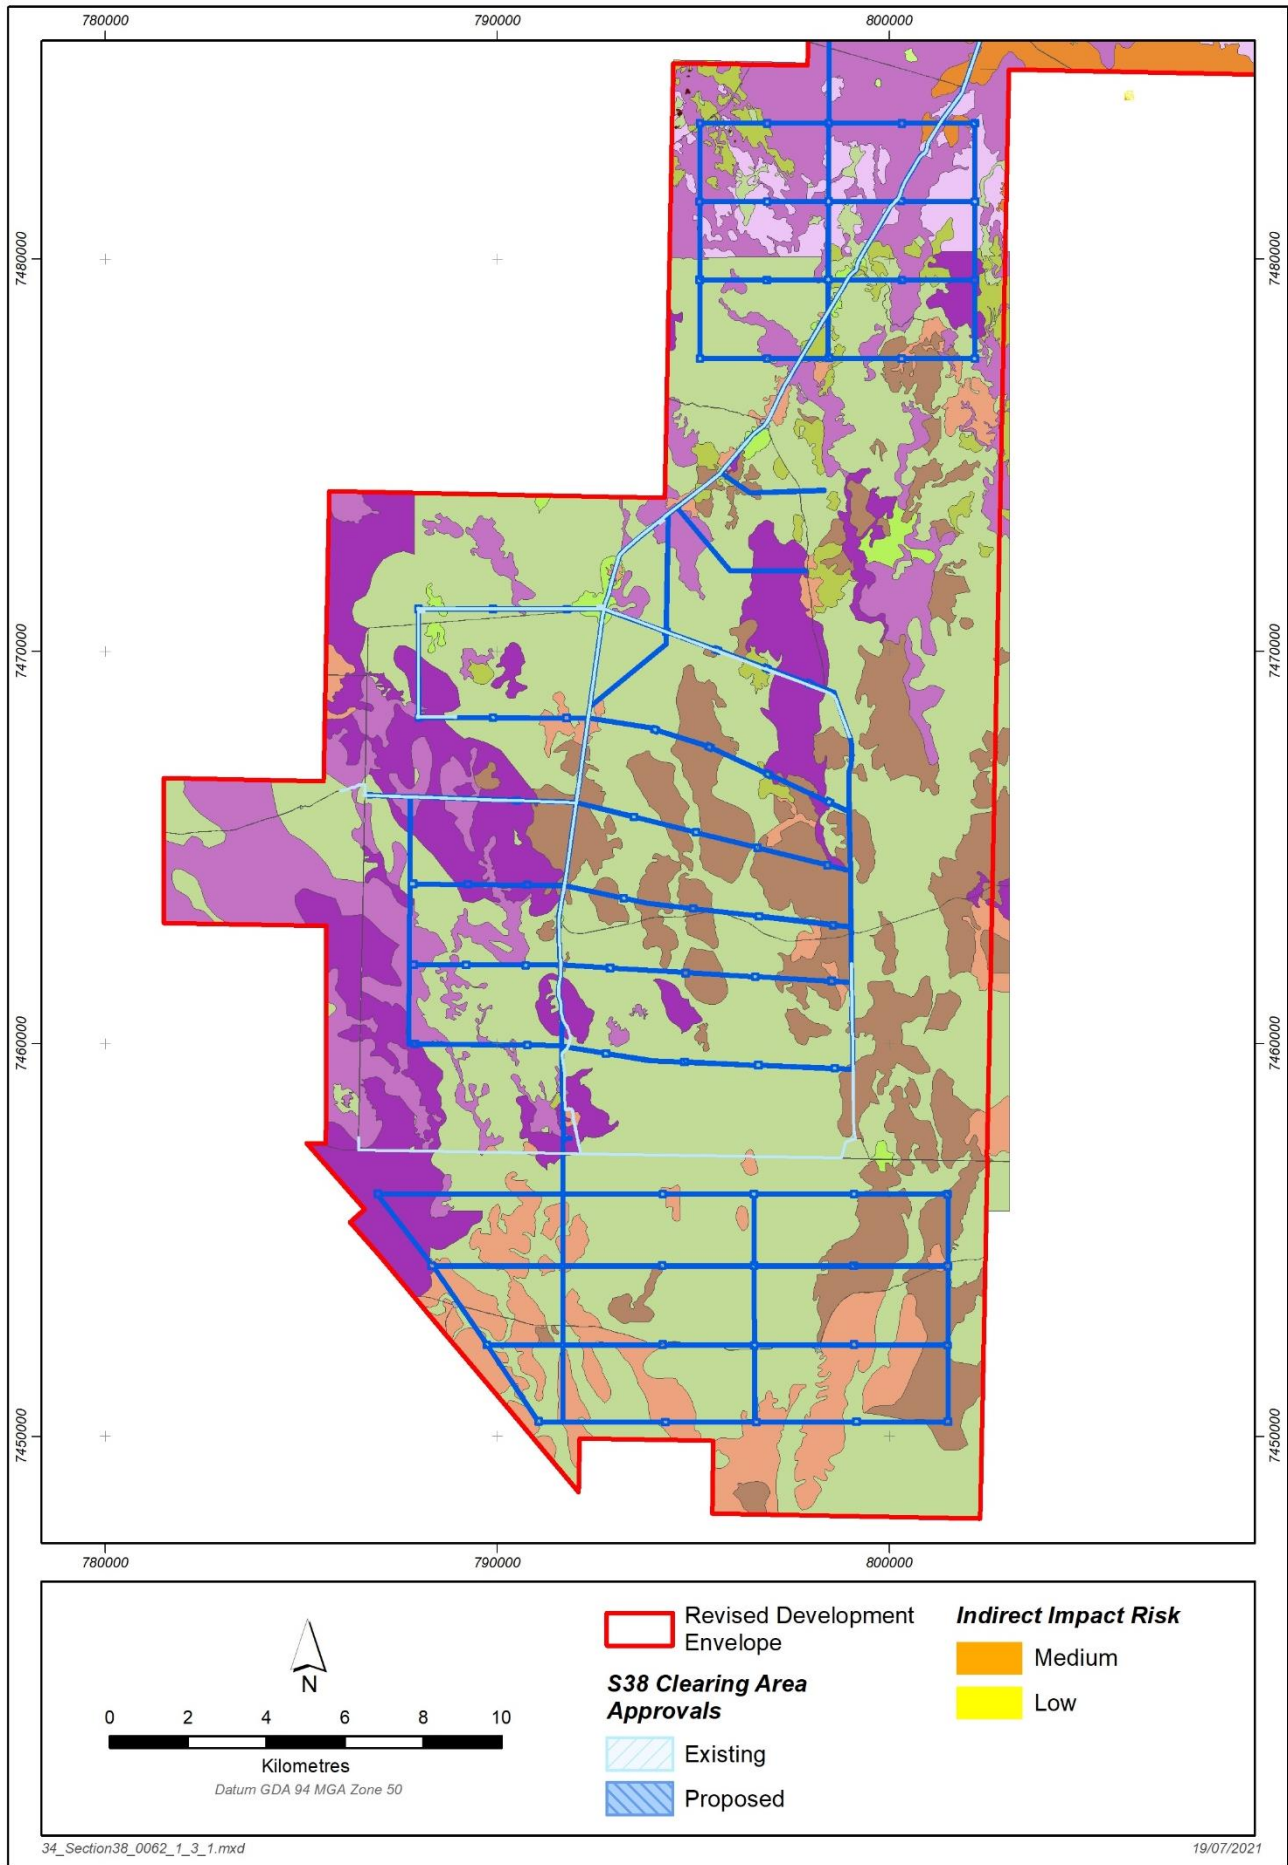 780000 790000 800000
7480000 7480000
7470000 7470000
7460000 7460000
7450000 7450000
780000 790000 800000
N
0 2 4 6 8 10
Kilometres
Datum GDA 94 MGA Zone 50
Revised Development
Envelope
S38 Clearing Area
Approvals
Existing
Proposed
Indirect Impact Risk
Medium
Low
34_Section38_0062_1_3_1.mxd
19/07/2021